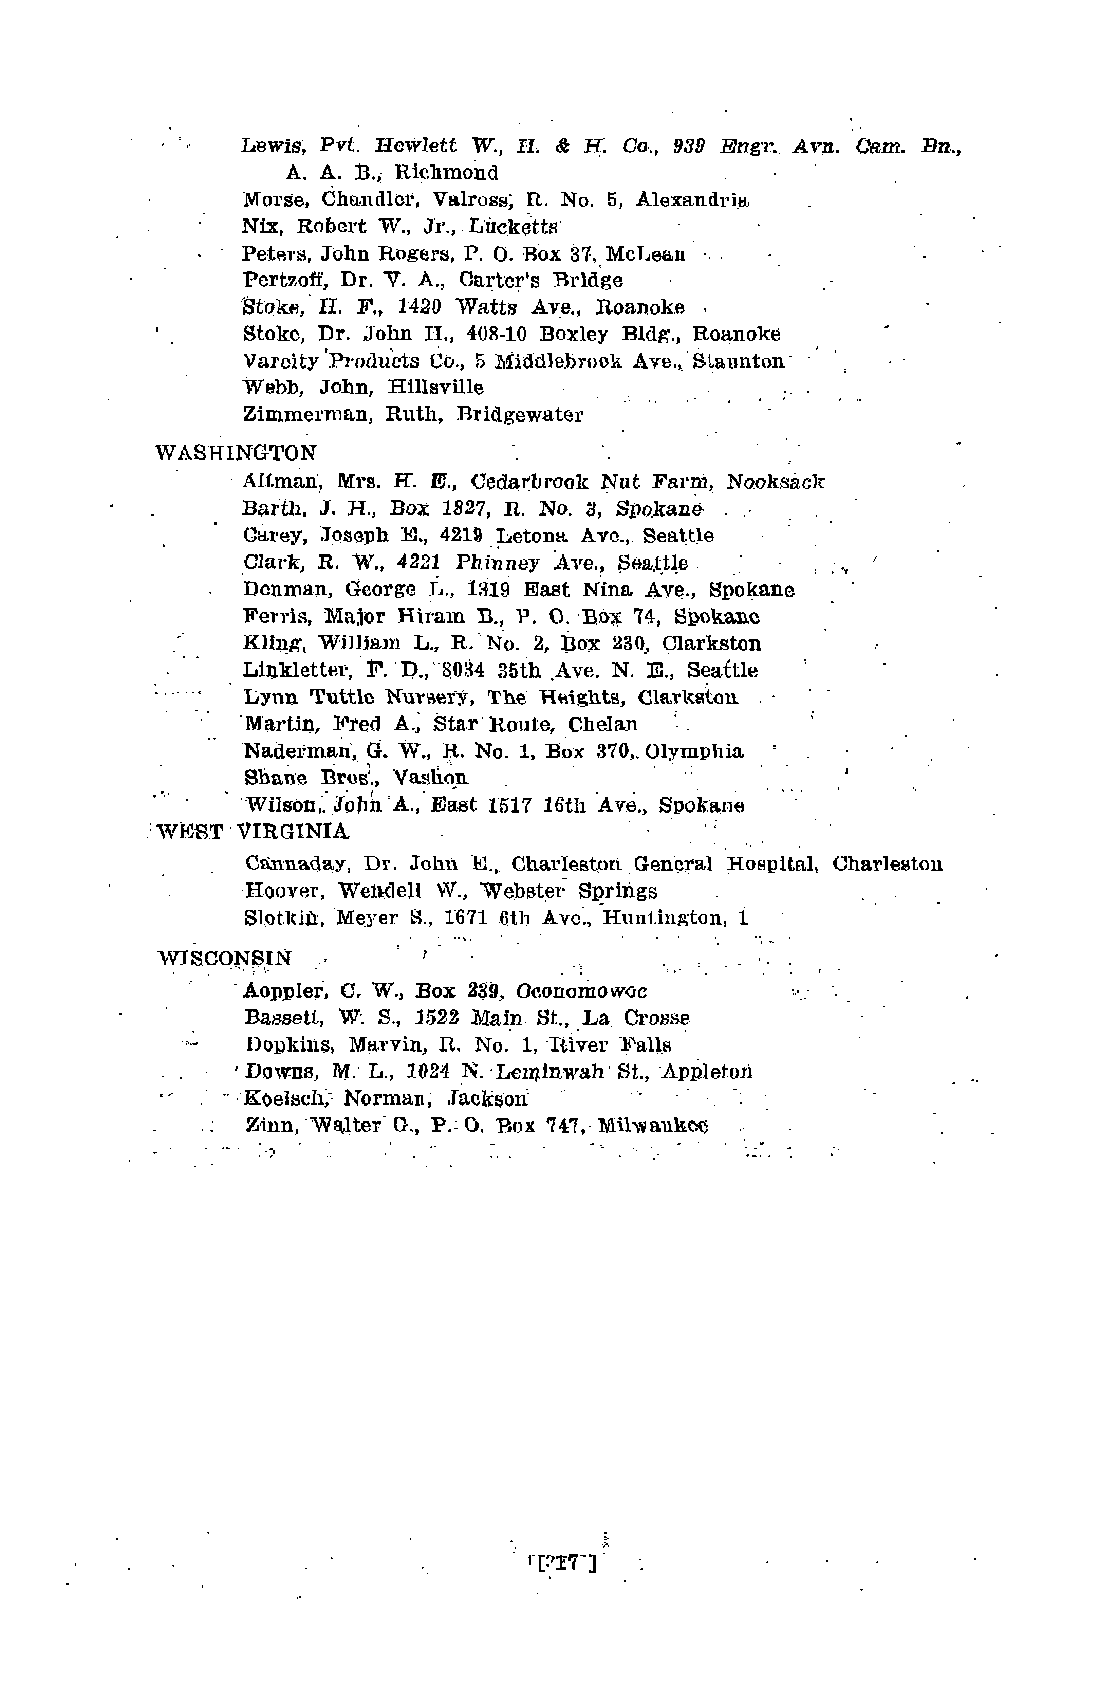 Lewis, Pvt. Hewlett W., H. & H. Co., 939 Engr. Avn. Cam. Bn.,
A. A. B., Richmond
Morse, Chandler, Valross, R. No. 5, Alexandria
Nix, Robert W., Jr., Lucketts
Peters, John Rogers, P. O. Box 37, McLean
Pertzoff, Dr. V. A., Carter's Bridge
Stoke, H. F., 1420 Watts Ave., Roanoke
Stoke, Dr. John H., 408-10 Boxley Bldg., Roanoke
Varcity Products Co., 5 Middlebrook Ave., Staunton
Webb, John, Hillsville
Zimmerman, Ruth, Bridgewater
WASHINGTON
Altman, Mrs. H. E., Cedarbrook Nut Farm, Nooksack
Barth, J. H., Box 1827, R. No. 3, Spokane
Carey, Joseph E., 4219 Letona Ave., Seattle
Clark, R. W., 4221 Phinney Ave., Seattle
Denman, George L., 1319 East Nina Ave., Spokane
Ferris, Major Hiram B., P. O. Box 74, Spokane
Kling, William L., R. No. 2, Box 230, Clarkston
Linkletter, F. D., 8034 35th Ave. N. E., Seattle
Lynn Tuttle Nursery, The Heights, Clarkston
Martin, Fred A., Star Route, Chelan
Naderman, G. W., R. No. 1, Box 370, Olymphia
Shane Bros., Vashon
Wilson, John A., East 1517 16th Ave., Spokane
WEST VIRGINIA
Cannaday, Dr. John E., Charleston General Hospital, Charleston
Hoover, Wendell W., Webster Springs
Slotkin, Meyer S., 1671 6th Ave., Huntington, 1
WISCONSIN
Aeppler, C. W., Box 239, Oconomowoc
Bassett, W. S., 1522 Main St., La Crosse
Dopkins, Marvin, R. No. 1, River Falls
Downs, M. L., 1024 N. Leminwah St., Appleton
Koelsch, Norman, Jackson
Zinn, Walter G., P. O. Box 747, Milwaukee